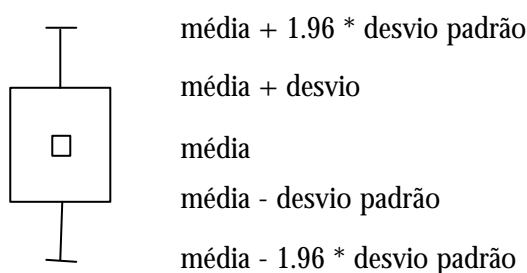 média + 1.96 * desvio padrão
média + desvio
média
média - desvio padrão
média - 1.96 * desvio padrão